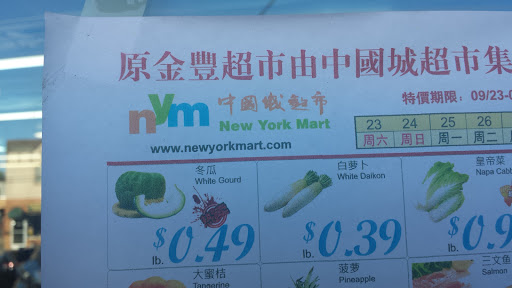 原金豐超市由中國城超市集
nym 中國城超市
New York Mart
www.newyorkmart.com
特價期限: 09/23-0
23 24 25 26
周六 周日 周一 周二
冬瓜
White Gourd
$0.49
lb.
白萝卜
White Daikon
$0.39
lb.
皇帝菜
Napa Cabb
$0.9
lb.
大蜜桔
Tangerine
菠萝
Pineapple
三文鱼
Salmon